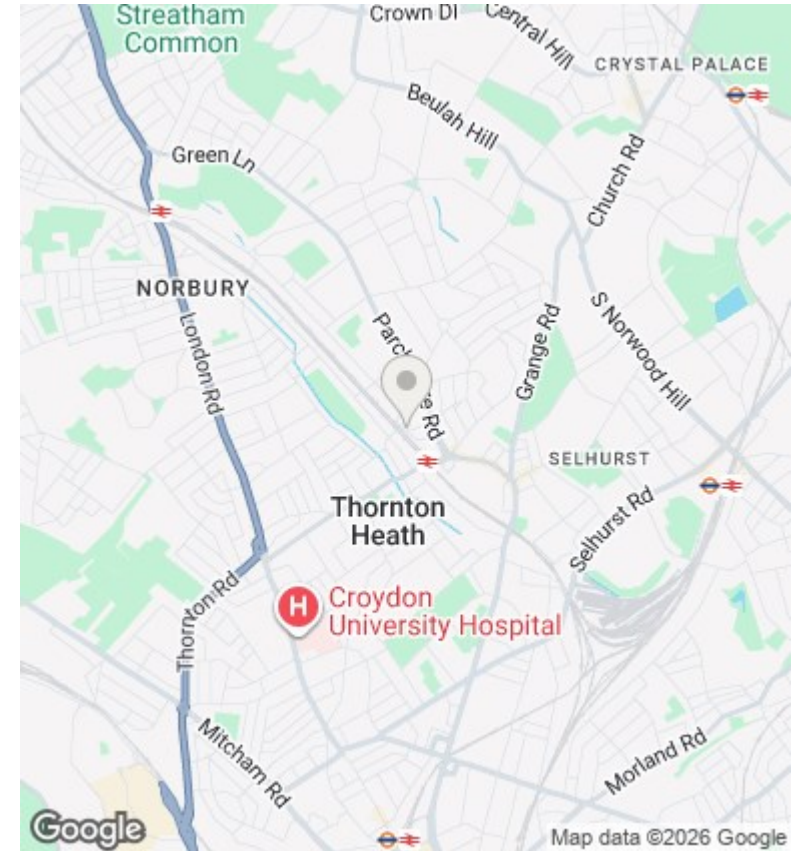 Streatham
Common
Crown Dl
Central Hill
CRYSTAL PALACE
Beulah Hill
Green Ln
Church Rd
NORBURY
London Rd
Grange Rd
S Norwood Hill
SELHURST
Selhurst Rd
Thornton
Heath
Thornton Rd
H
Croydon
University Hospital
Mitcham Rd
Morland Rd
Google
Map data ©2026 Google